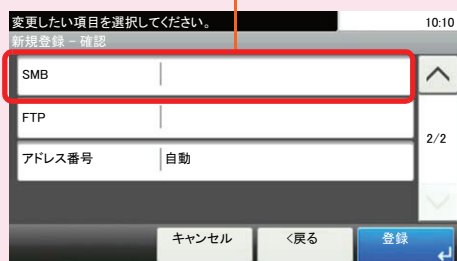 変更したい項目を選択してください。
10:10
新規登録 - 確認
SMB
FTP
2/2
アドレス番号 自動
キャンセル
<戻る
登録